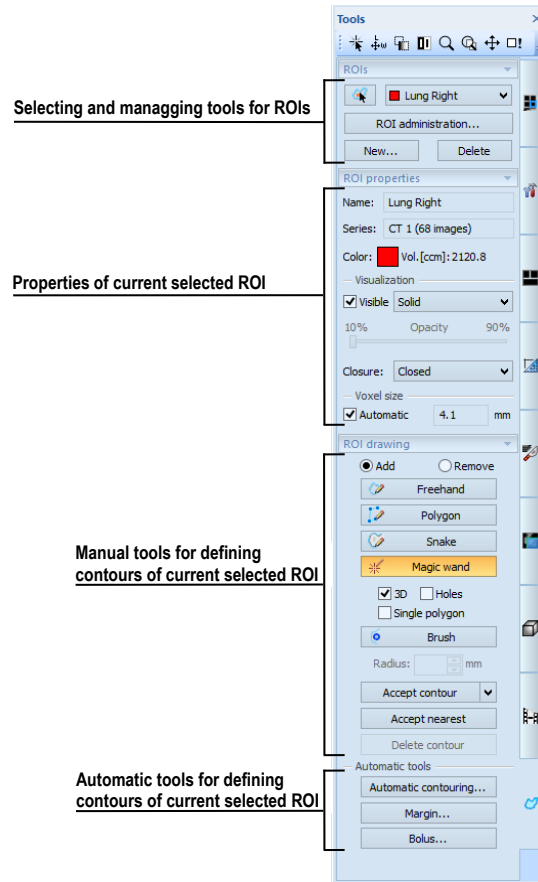 Tools
ROIs
Lung Right
Selecting and managging tools for ROIs
ROI administration...
New... Delete
ROI properties
Name: Lung Right
Series: CT 1 (68 images)
Color: Vol.[ccm]: 2120.8
Properties of current selected ROI
Visualization
Visible Solid
10% Opacity 90%
Closure: Closed
Voxel size
Automatic 4.1 mm
ROI drawing
Add Remove
Freehand
Polygon
Snake
Manual tools for defining
contours of current selected ROI
Magic wand
3D Holes
Single polygon
Brush
Radius: mm
Accept contour
Accept nearest
Delete contour
Automatic tools
Automatic tools for defining
contours of current selected ROI
Automatic contouring...
Margin...
Bolus...